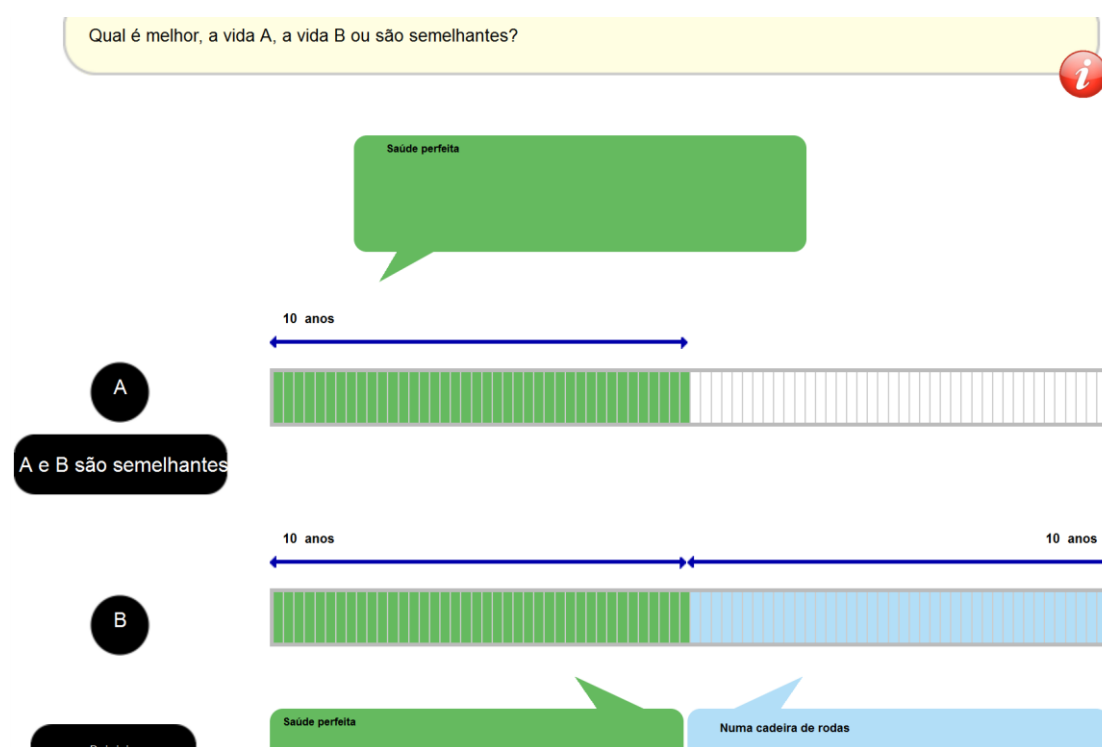 Qual é melhor, a vida A, a vida B ou são semelhantes?
i
Saúde perfeita
10 anos
A
A e B são semelhantes
10 anos
10 anos
B
Saúde perfeita
Numa cadeira de rodas